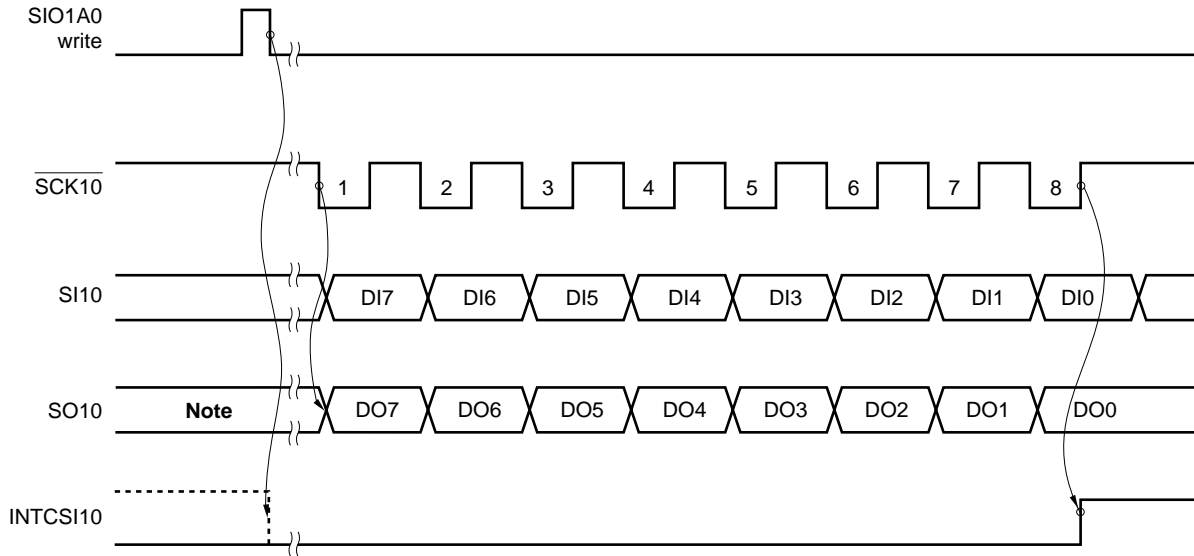 SIO1A0
write
SCK10
1 2 3 4 5 6 7 8
SI10
DI7 DI6 DI5 DI4 DI3 DI2 DI1 DI0
SO10
Note DO7 DO6 DO5 DO4 DO3 DO2 DO1 DO0
INTCSI10